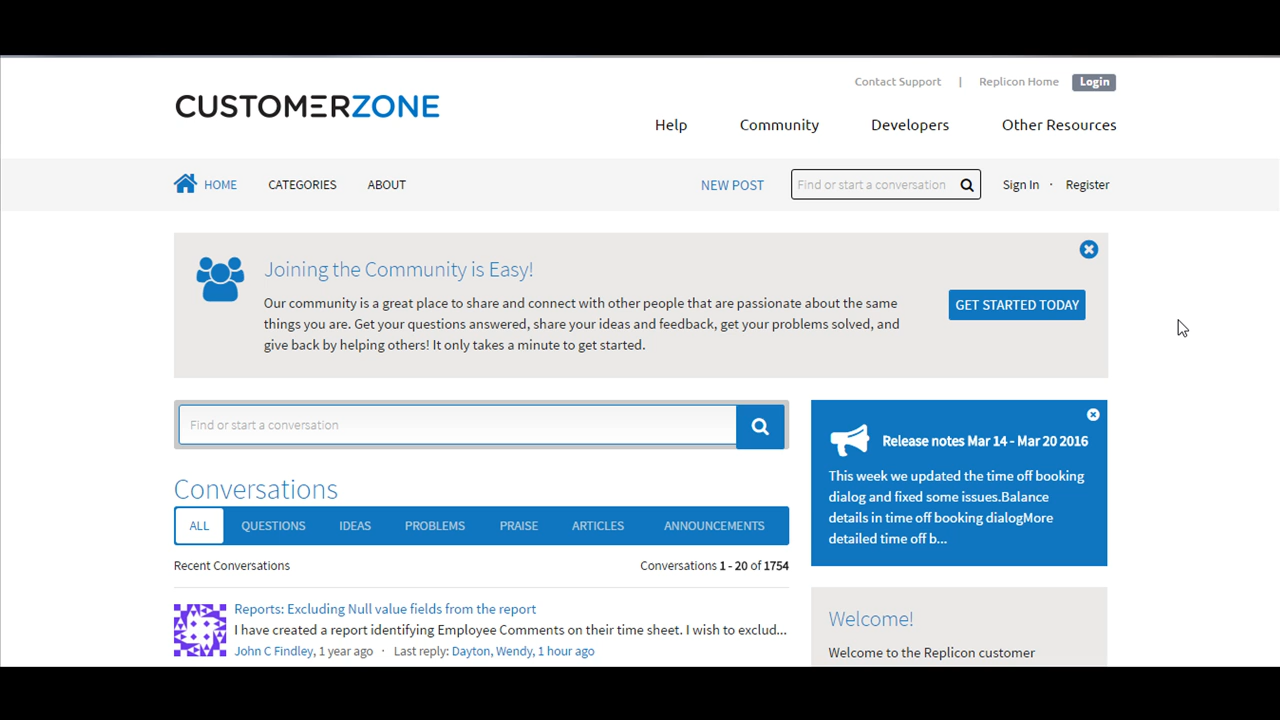 Contact Support | Replicon Home Login
CUSTOMERZONE
Help Community Developers Other Resources
HOME CATEGORIES ABOUT NEW POST Find or start a conversation Sign In · Register
Joining the Community is Easy!
Our community is a great place to share and connect with other people that are passionate about the same
things you are. Get your questions answered, share your ideas and feedback, get your problems solved, and
give back by helping others! It only takes a minute to get started.
GET STARTED TODAY
Find or start a conversation
Conversations
ALL QUESTIONS IDEAS PROBLEMS PRAISE ARTICLES ANNOUNCEMENTS
Recent Conversations Conversations 1 - 20 of 1754
Reports: Excluding Null value fields from the report
I have created a report identifying Employee Comments on their time sheet. I wish to exclud...
John C Findley, 1 year ago · Last reply: Dayton, Wendy, 1 hour ago
Release notes Mar 14 - Mar 20 2016
This week we updated the time off booking
dialog and fixed some issues.Balance
details in time off booking dialogMore
detailed time off b...
Welcome!
Welcome to the Replicon customer